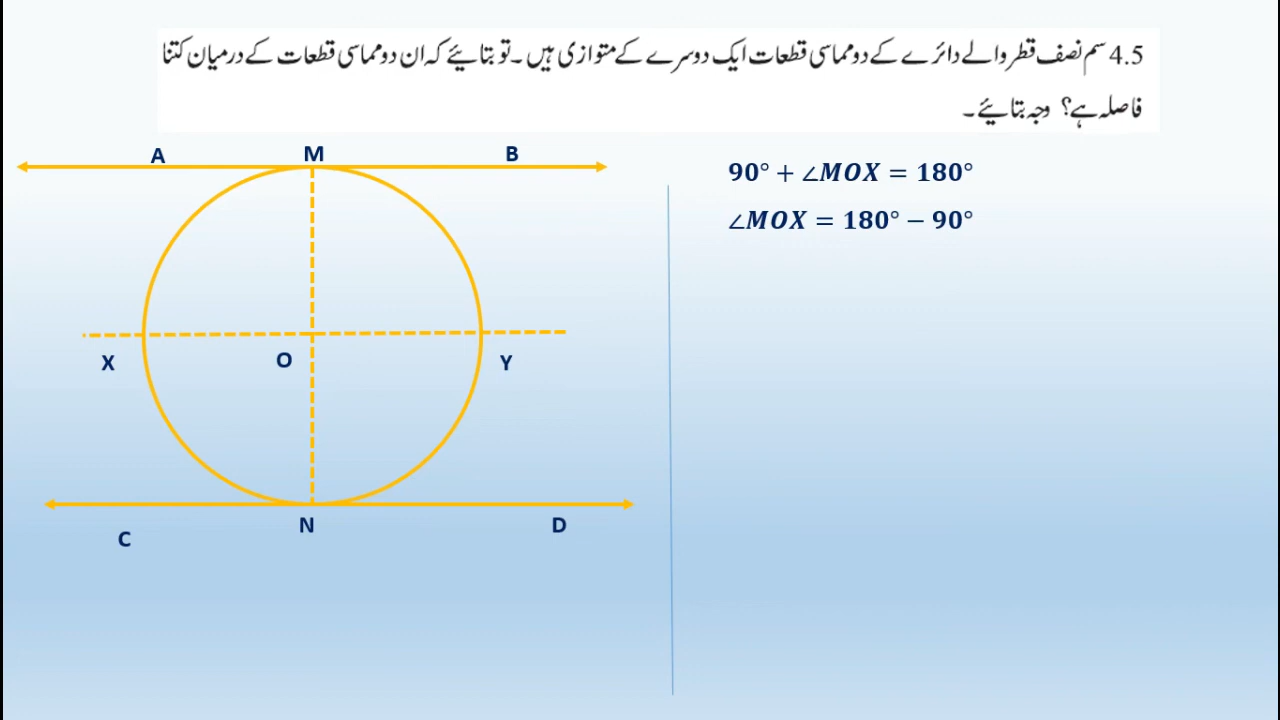 4.5 سم نصف قطر والے دائرے کے دو مماسی قطعات ایک دوسرے کے متوازی ہیں۔ تو بتائیے کہ ان دو مماسی قطعات کے درمیان کتنا
فاصلہ ہے؟ وجہ بتائیے۔
A M B
90° + ∠MOX = 180°
∠MOX = 180° − 90°
X O Y
N D
C